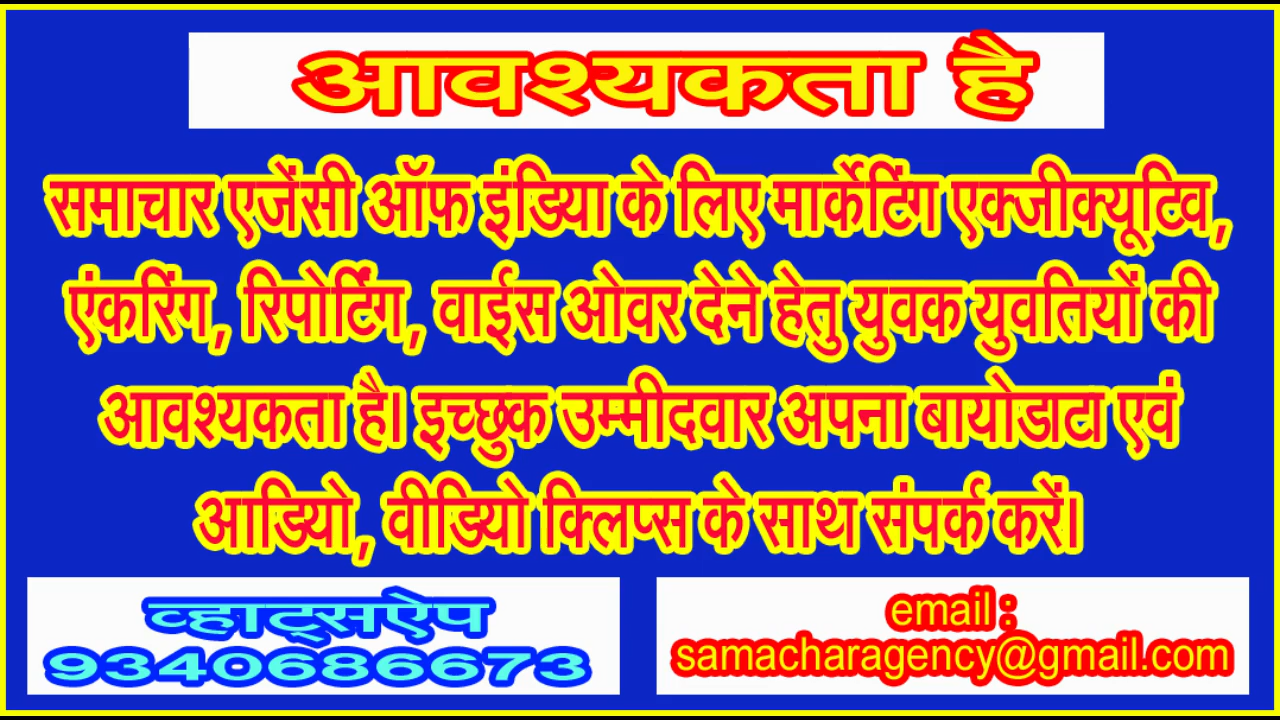 आवश्यकता है
समाचार एजेंसी ऑफ इंडिया के लिए मार्केटिंग एक्जीक्यूटिव,
एंकरिंग, रिपोर्टिंग, वाईस ओवर देने हेतु युवक युवतियों की
आवश्यकता है। इच्छुक उम्मीदवार अपना बायोडाटा एवं
आडियो, वीडियो क्लिप्स के साथ संपर्क करें।
व्हाट्सऐप
9340686673
email :
samacharagency@gmail.com